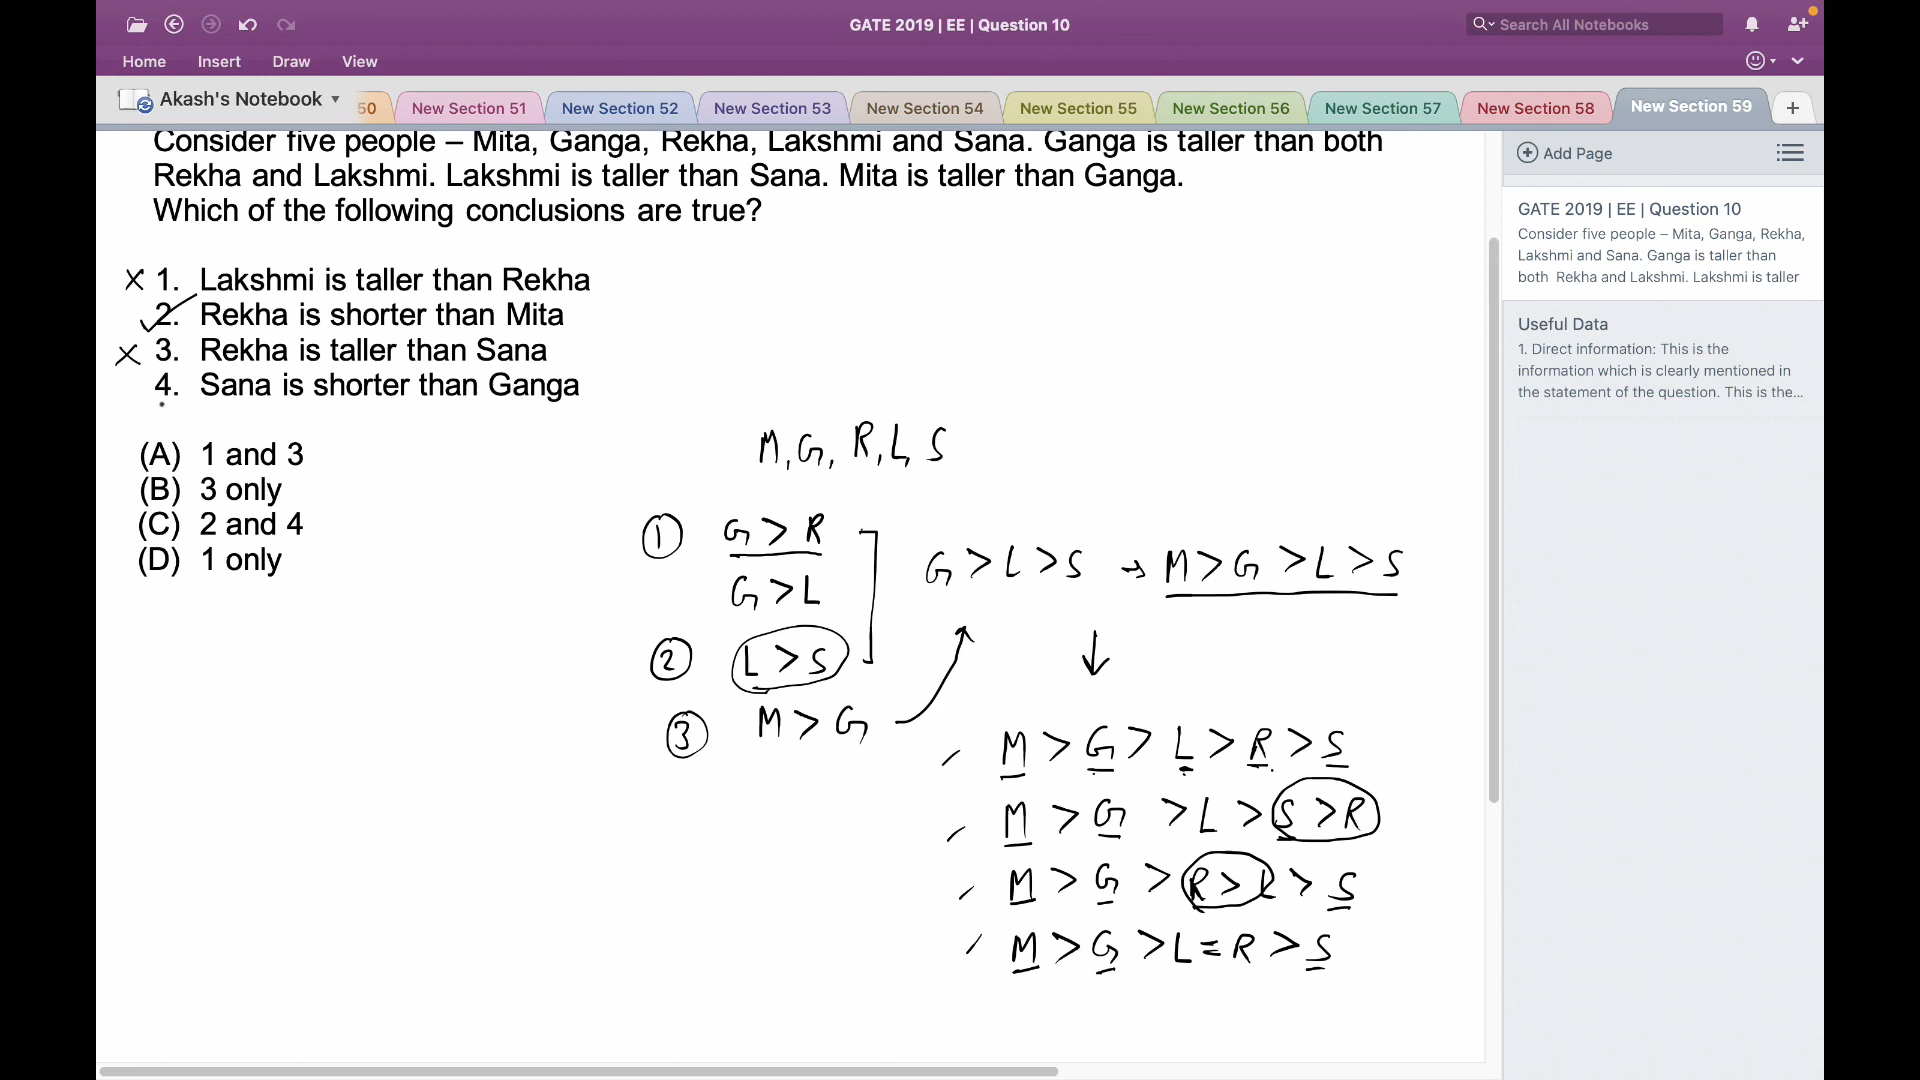 GATE 2019 | EE | Question 10
Search All Notebooks
Home Insert Draw View
Akash's Notebook
50 New Section 51 New Section 52 New Section 53 New Section 54 New Section 55 New Section 56 New Section 57 New Section 58 New Section 59
Consider five people – Mita, Ganga, Rekha, Lakshmi and Sana. Ganga is taller than both
Rekha and Lakshmi. Lakshmi is taller than Sana. Mita is taller than Ganga.
Which of the following conclusions are true?
1. Lakshmi is taller than Rekha
2. Rekha is shorter than Mita
3. Rekha is taller than Sana
4. Sana is shorter than Ganga
(A) 1 and 3
(B) 3 only
(C) 2 and 4
(D) 1 only
M, G, R, L, S
① G > R
G > L
② L > S
③ M > G
G > L > S → M > G > L > S
M > G > L > R > S
M > G > L > S > R
M > G > R > L > S
M > G > L = R > S
Add Page
GATE 2019 | EE | Question 10
Consider five people – Mita, Ganga, Rekha,
Lakshmi and Sana. Ganga is taller than
both Rekha and Lakshmi. Lakshmi is taller
Useful Data
1. Direct information: This is the
information which is clearly mentioned in
the statement of the question. This is the...